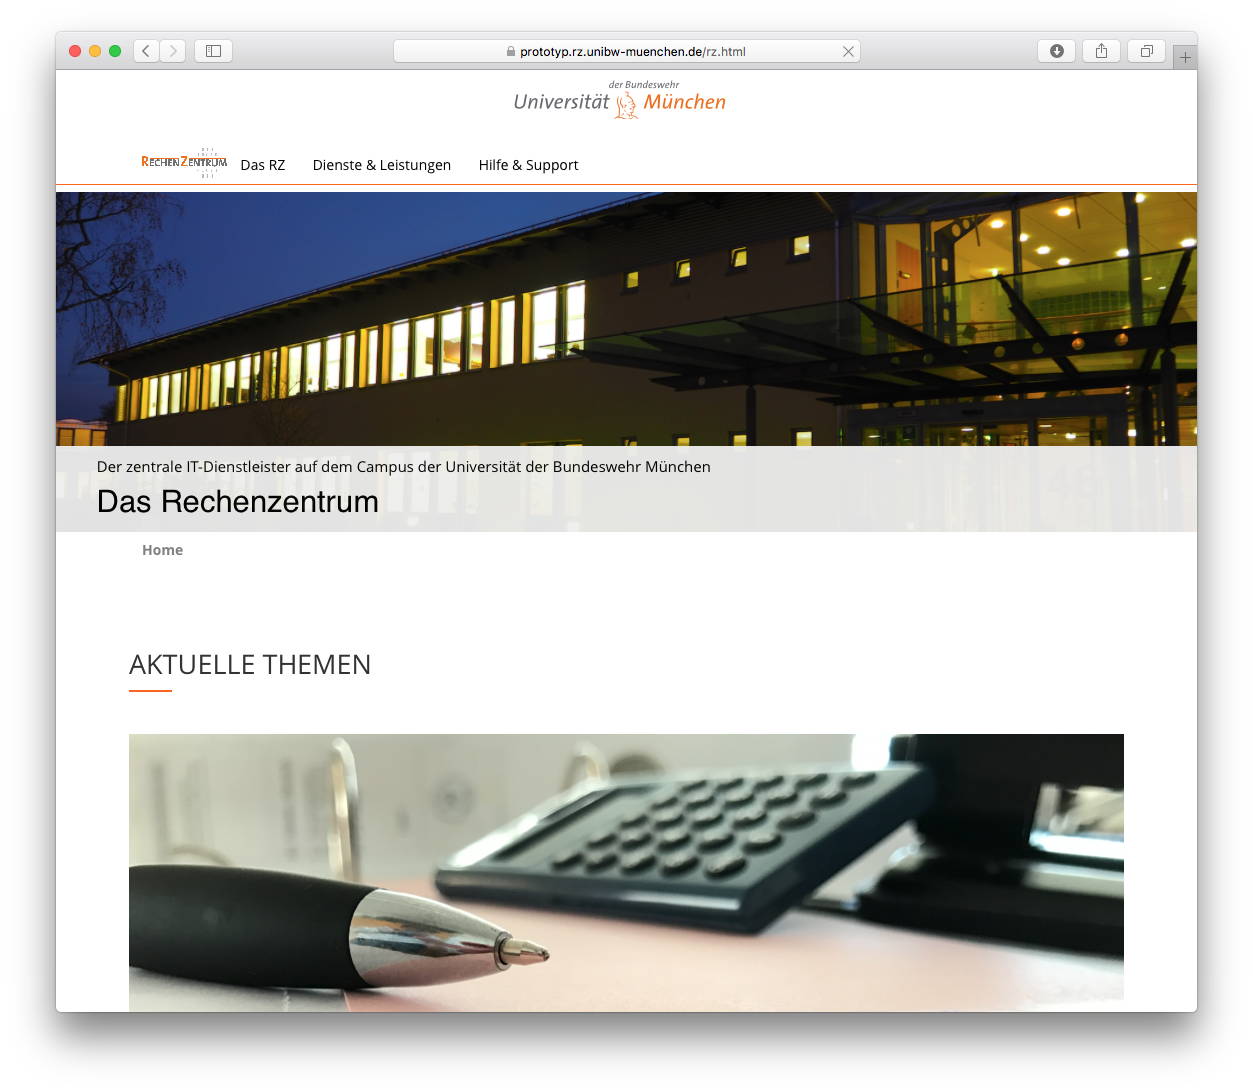 prototyp.rz.unibw-muenchen.de/rz.html
der Bundeswehr
Universität München
RECHENZENTRUM
Das RZ
Dienste & Leistungen
Hilfe & Support
Der zentrale IT-Dienstleister auf dem Campus der Universität der Bundeswehr München
Das Rechenzentrum
Home
AKTUELLE THEMEN